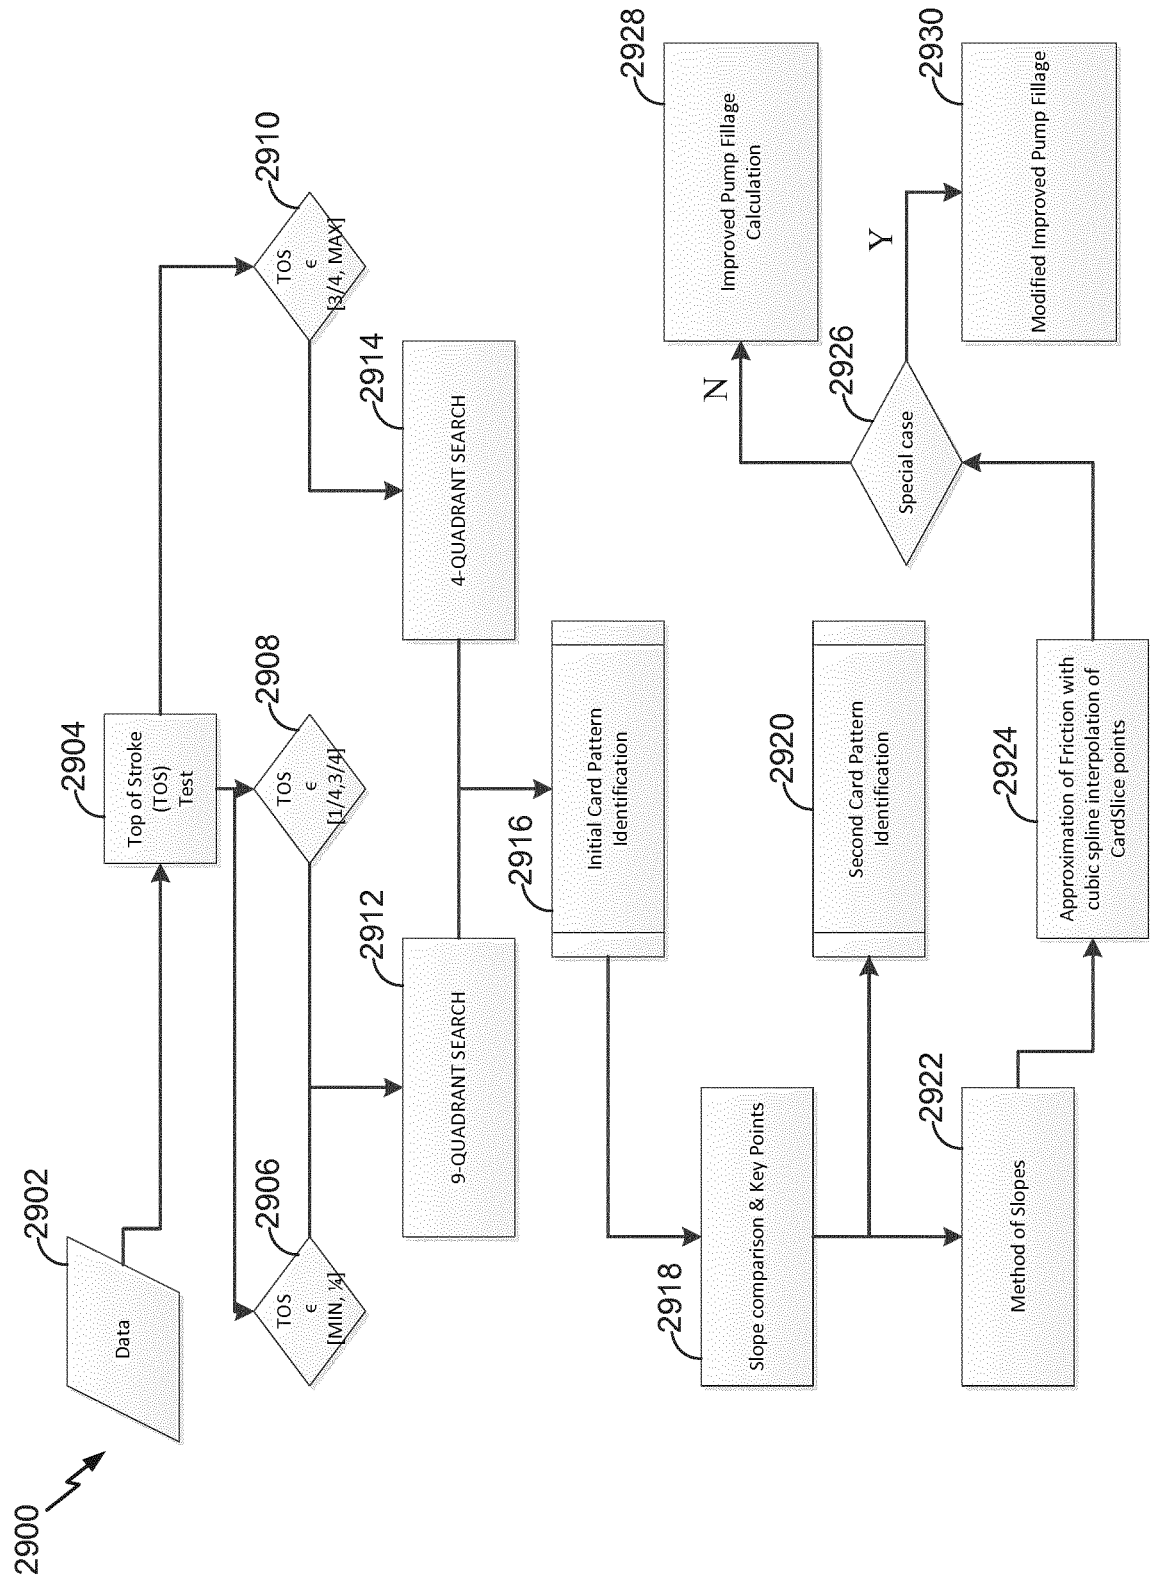 2900
2902
Data
2904
Top of Stroke
(TOS)
Test
2906
TOS
ϵ
[MIN, ¼]
2908
TOS
ϵ
[1/4,3/4]
2910
TOS
ϵ
[3/4, MAX]
2912
9-QUADRANT SEARCH
2914
4-QUADRANT SEARCH
2916
Initial Card Pattern
Identification
2918
Slope comparison & Key Points
2920
Second Card Pattern
Identification
2922
Method of Slopes
2924
Approximation of Friction with
cubic spline interpolation of
CardSlice points
2926
Special case
N
Y
2928
Improved Pump Fillage
Calculation
2930
Modified Improved Pump Fillage